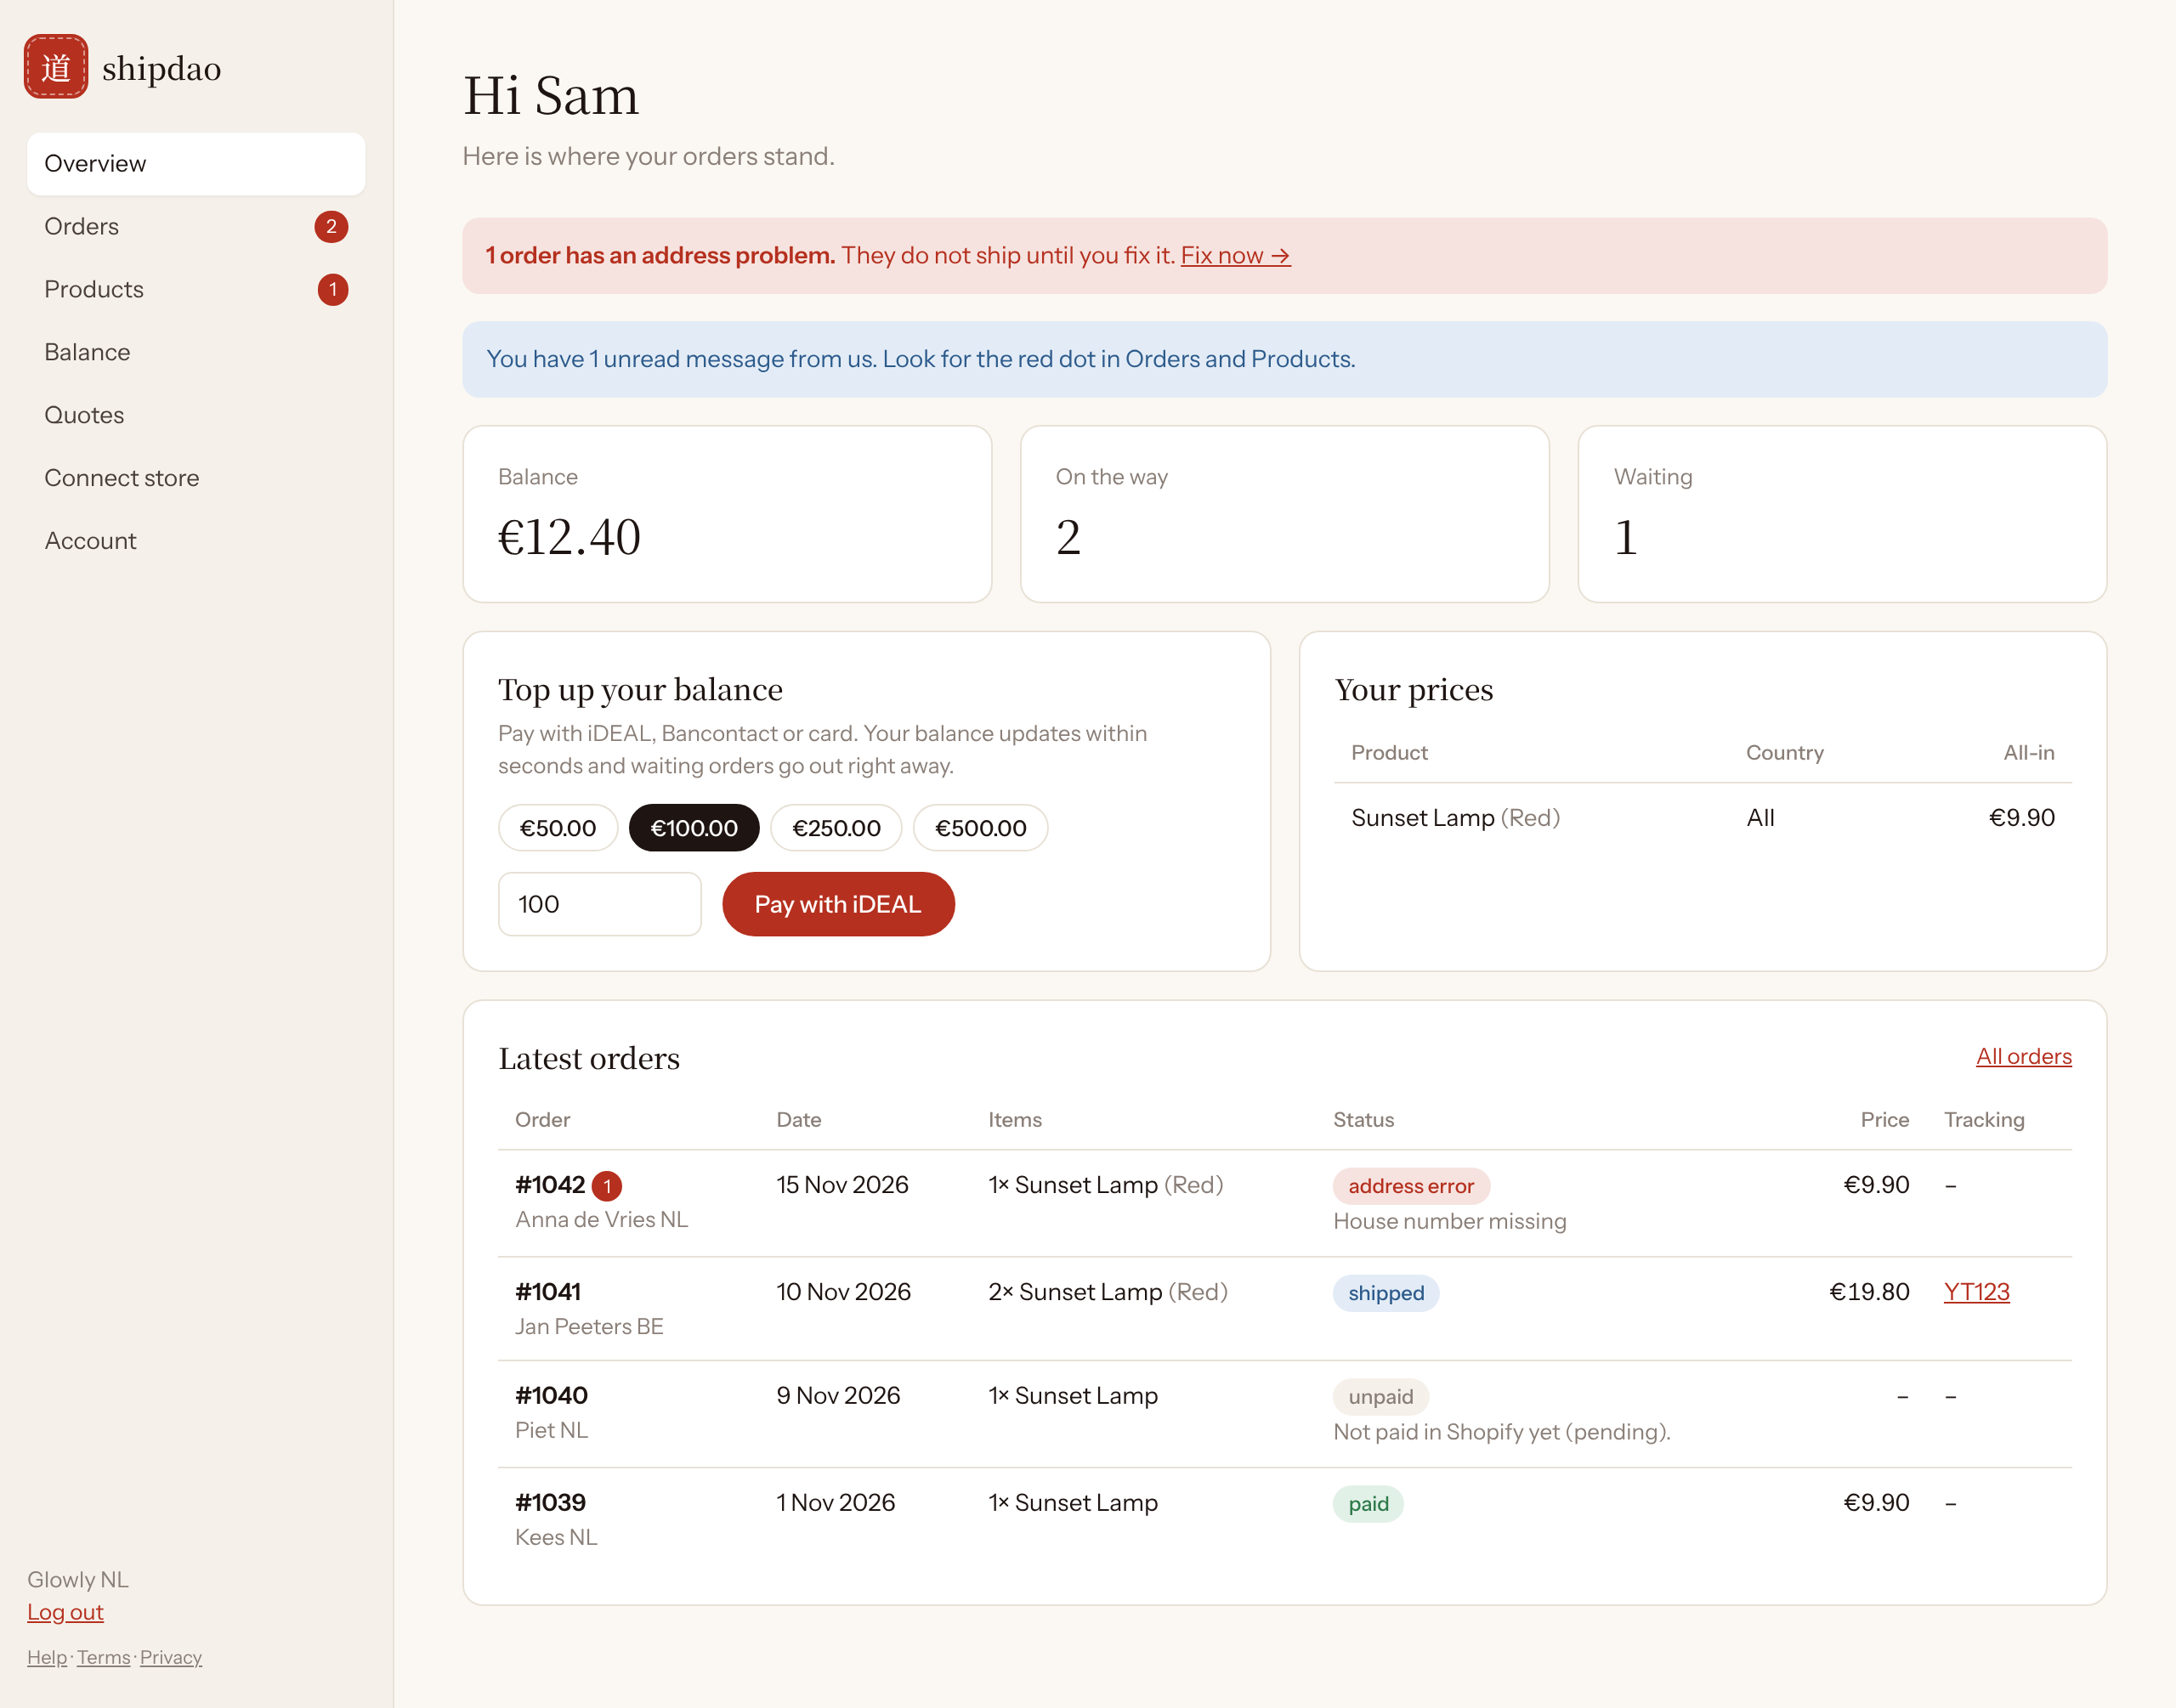 道 shipdao
Overview
Orders 2
Products 1
Balance
Quotes
Connect store
Account
Glowly NL
Log out
Help · Terms · Privacy
Hi Sam
Here is where your orders stand.
1 order has an address problem. They do not ship until you fix it. Fix now →
You have 1 unread message from us. Look for the red dot in Orders and Products.
Balance
€12.40
On the way
2
Waiting
1
Top up your balance
Pay with iDEAL, Bancontact or card. Your balance updates within
seconds and waiting orders go out right away.
€50.00 €100.00 €250.00 €500.00
100 Pay with iDEAL
Your prices
Product Country All-in
Sunset Lamp (Red) All €9.90
Latest orders All orders
Order Date Items Status Price Tracking
#1042 1 15 Nov 2026 1× Sunset Lamp (Red) address error €9.90 –
Anna de Vries NL House number missing
#1041 10 Nov 2026 2× Sunset Lamp (Red) shipped €19.80 YT123
Jan Peeters BE
#1040 9 Nov 2026 1× Sunset Lamp unpaid – –
Piet NL Not paid in Shopify yet (pending).
#1039 1 Nov 2026 1× Sunset Lamp paid €9.90 –
Kees NL